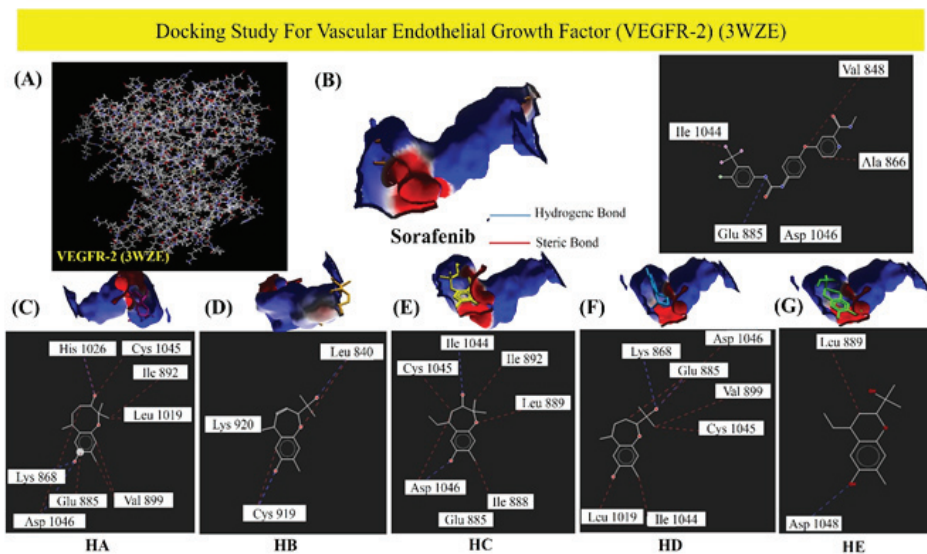 Docking Study For Vascular Endothelial Growth Factor (VEGFR-2) (3WZE)
(A)
VEGFR-2 (3WZE)
(B)
Sorafenib
Hydrogene Bond
Steric Bond
Val 848
Ile 1044
Ala 866
Glu 885
Asp 1046
(C)
His 1026
Cys 1045
Ile 892
Leu 1019
Lys 868
Glu 885
Val 899
Asp 1046
HA
(D)
Leu 840
Lys 920
Cys 919
HB
(E)
Ile 1044
Cys 1045
Ile 892
Leu 889
Asp 1046
Ile 888
Glu 885
HC
(F)
Asp 1046
Lys 868
Glu 885
Val 899
Cys 1045
Leu 1019
Ile 1044
HD
(G)
Leu 889
Asp 1048
HE